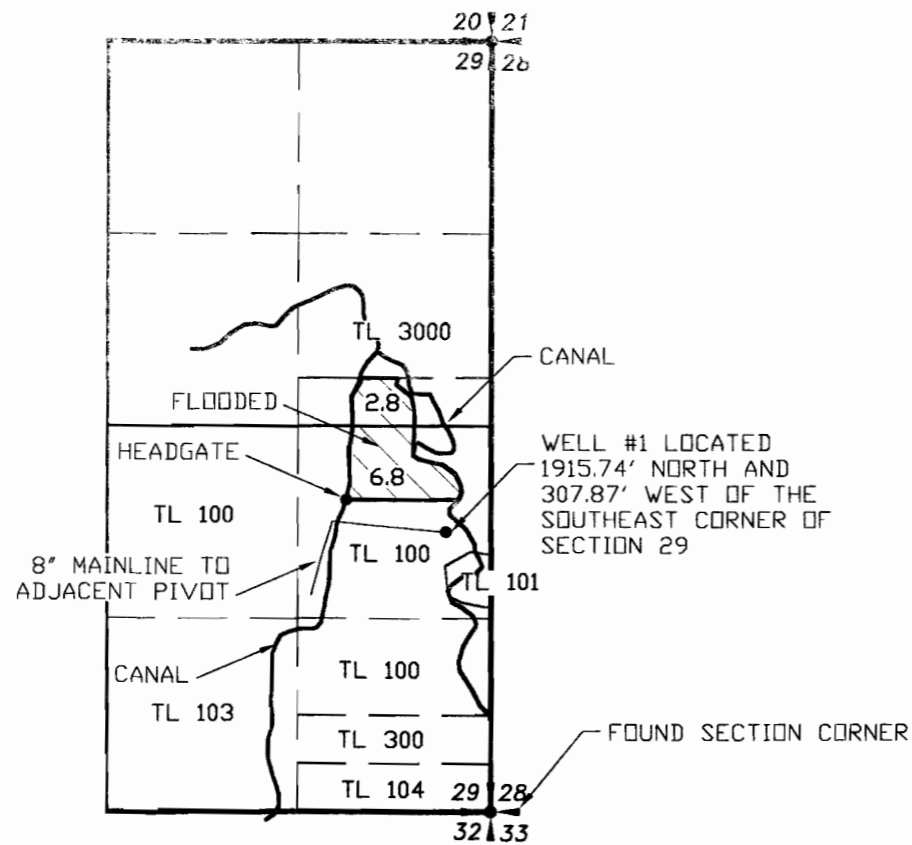 20 21
29 28
TL 3000
CANAL
FLOODED
2.8
HEADGATE
6.8
WELL #1 LOCATED
1915.74' NORTH AND
307.87' WEST OF THE
SOUTHEAST CORNER OF
SECTION 29
TL 100
TL 100
8" MAINLINE TO
ADJACENT PIVOT
TL 101
TL 100
CANAL
TL 103
TL 300
FOUND SECTION CORNER
TL 104
29 28
32 33